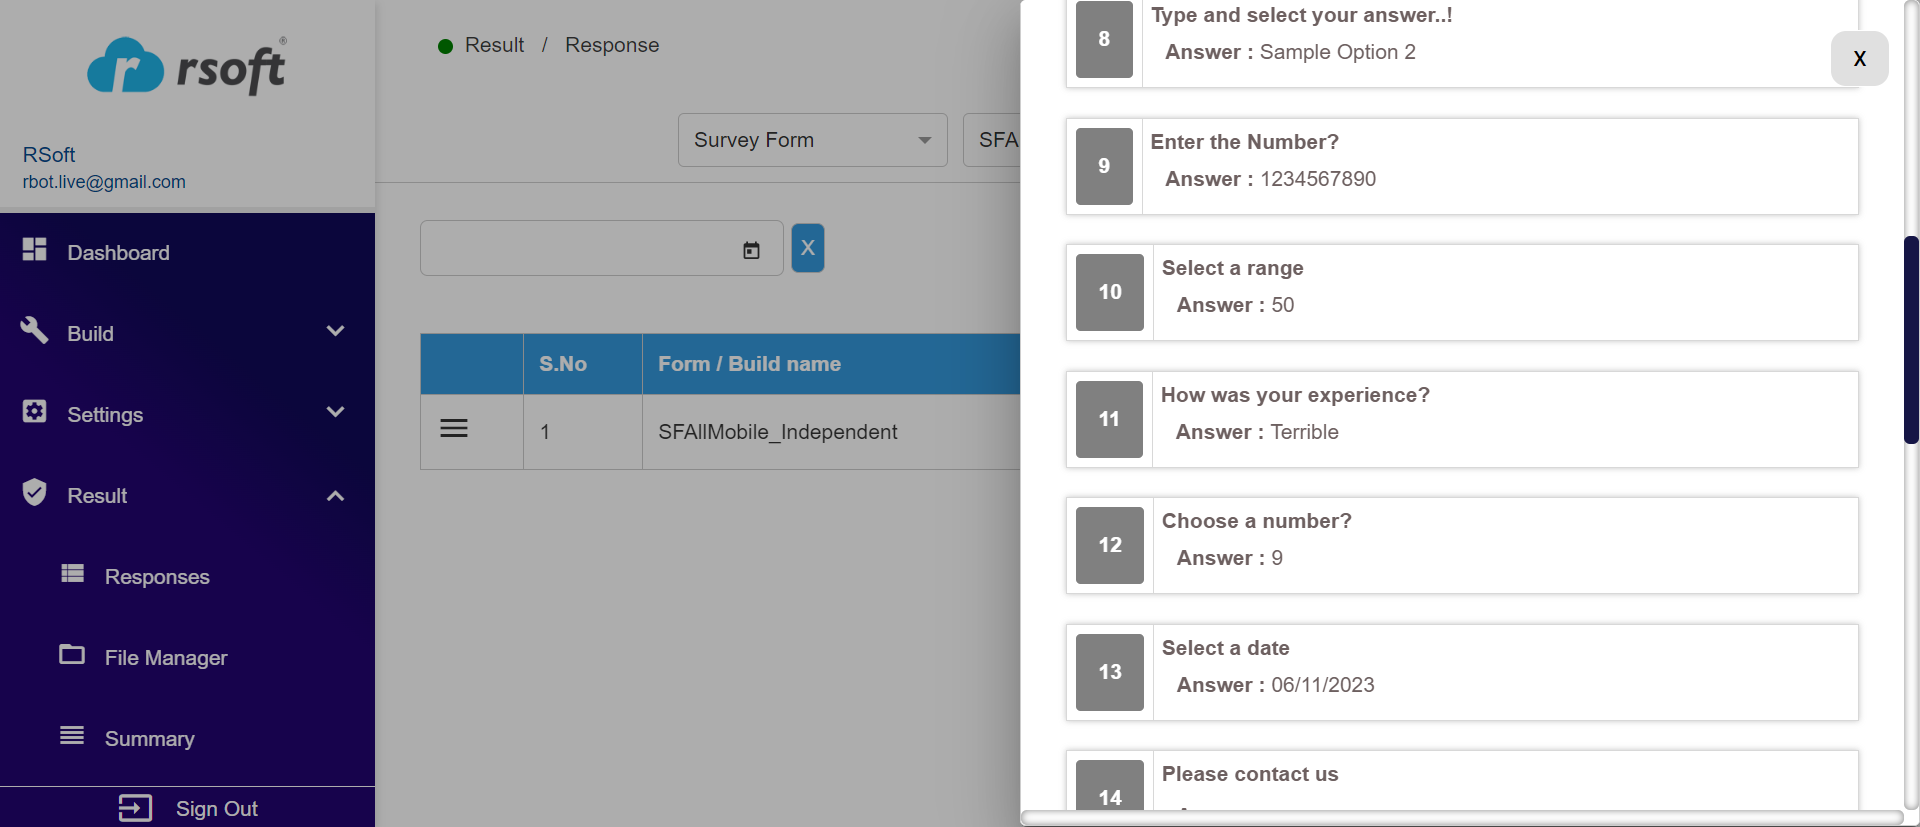 rsoft
®
RSoft
rbot.live@gmail.com
Dashboard
Build
Settings
Result
Responses
File Manager
Summary
Sign Out
Result / Response
Survey Form
SFA
X
S.No
Form / Build name
1
SFAllMobile_Independent
X
8
Type and select your answer..!
Answer : Sample Option 2
9
Enter the Number?
Answer : 1234567890
10
Select a range
Answer : 50
11
How was your experience?
Answer : Terrible
12
Choose a number?
Answer : 9
13
Select a date
Answer : 06/11/2023
14
Please contact us